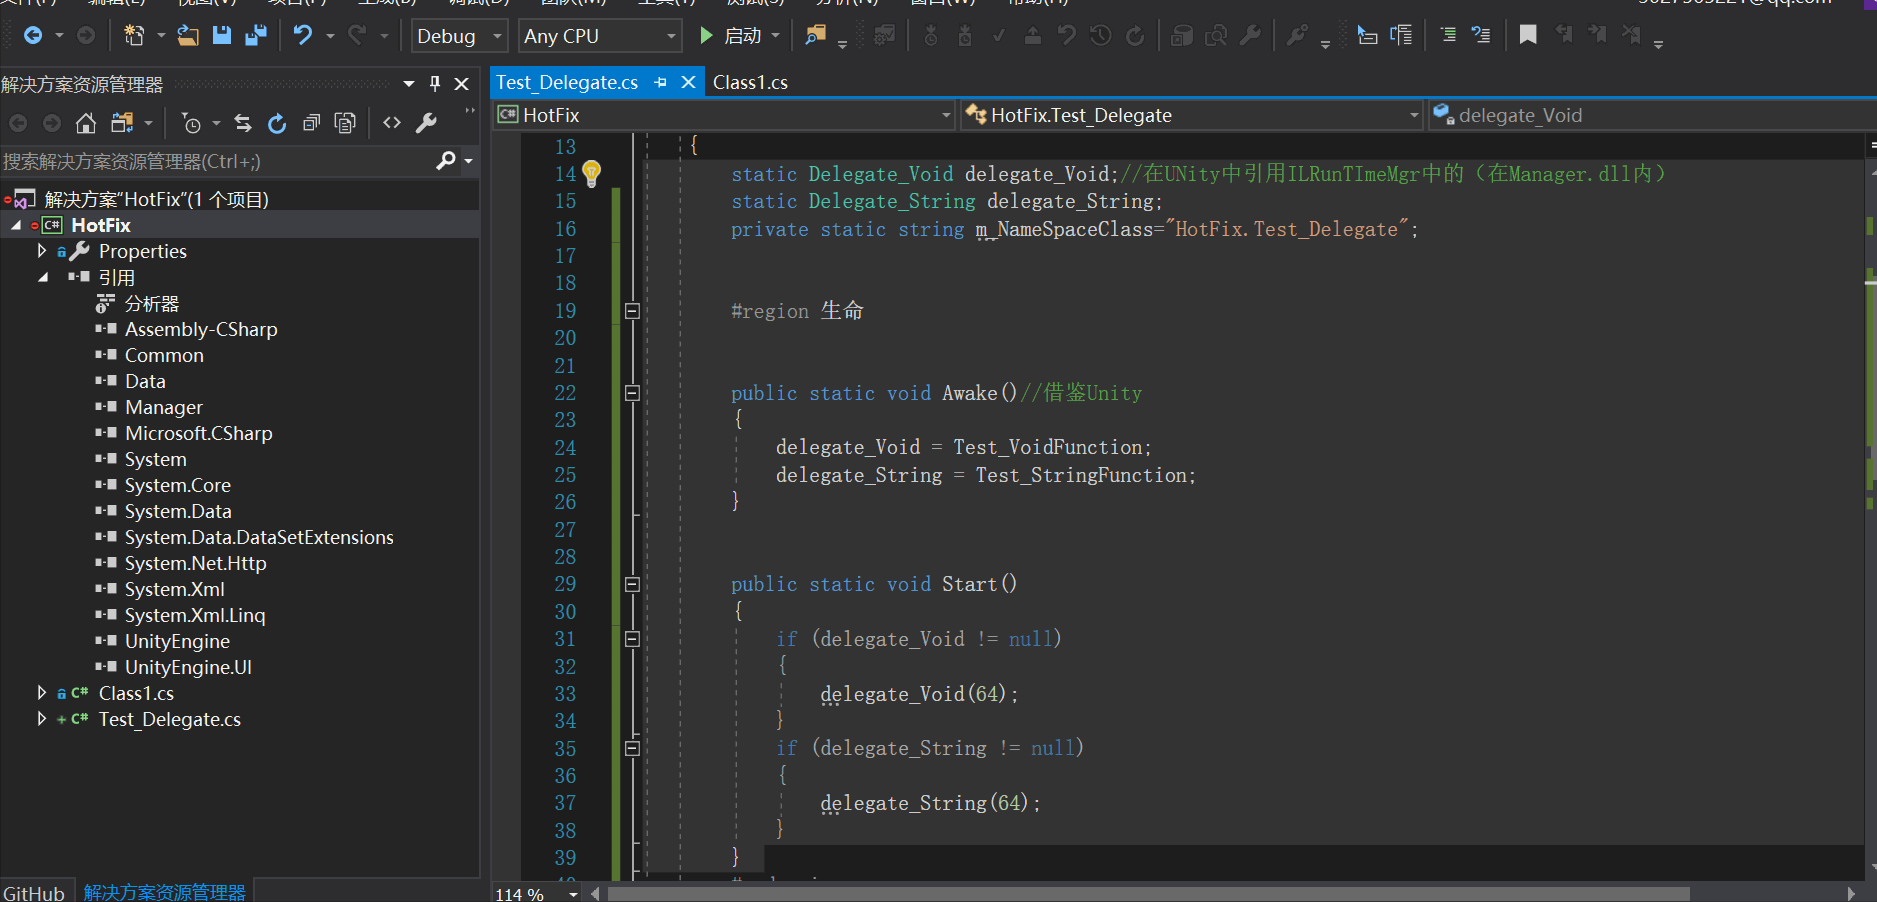 Debug
Any CPU
启动
解决方案资源管理器
搜索解决方案资源管理器(Ctrl+;)
解决方案"HotFix"(1 个项目)
HotFix
Properties
引用
分析器
Assembly-CSharp
Common
Data
Manager
Microsoft.CSharp
System
System.Core
System.Data
System.Data.DataSetExtensions
System.Net.Http
System.Xml
System.Xml.Linq
UnityEngine
UnityEngine.UI
Class1.cs
Test_Delegate.cs
GitHub 解决方案资源管理器
Test_Delegate.cs Class1.cs
HotFix HotFix.Test_Delegate delegate_Void
13 {
14 static Delegate_Void delegate_Void;//在UNity中引用ILRunTImeMgr中的（在Manager.dll内）
15 static Delegate_String delegate_String;
16 private static string m_NameSpaceClass="HotFix.Test_Delegate";
17
18
19 #region 生命
20
21
22 public static void Awake()//借鉴Unity
23 {
24 delegate_Void = Test_VoidFunction;
25 delegate_String = Test_StringFunction;
26 }
27
28
29 public static void Start()
30 {
31 if (delegate_Void != null)
32 {
33 delegate_Void(64);
34 }
35 if (delegate_String != null)
36 {
37 delegate_String(64);
38 }
39 }
114 %